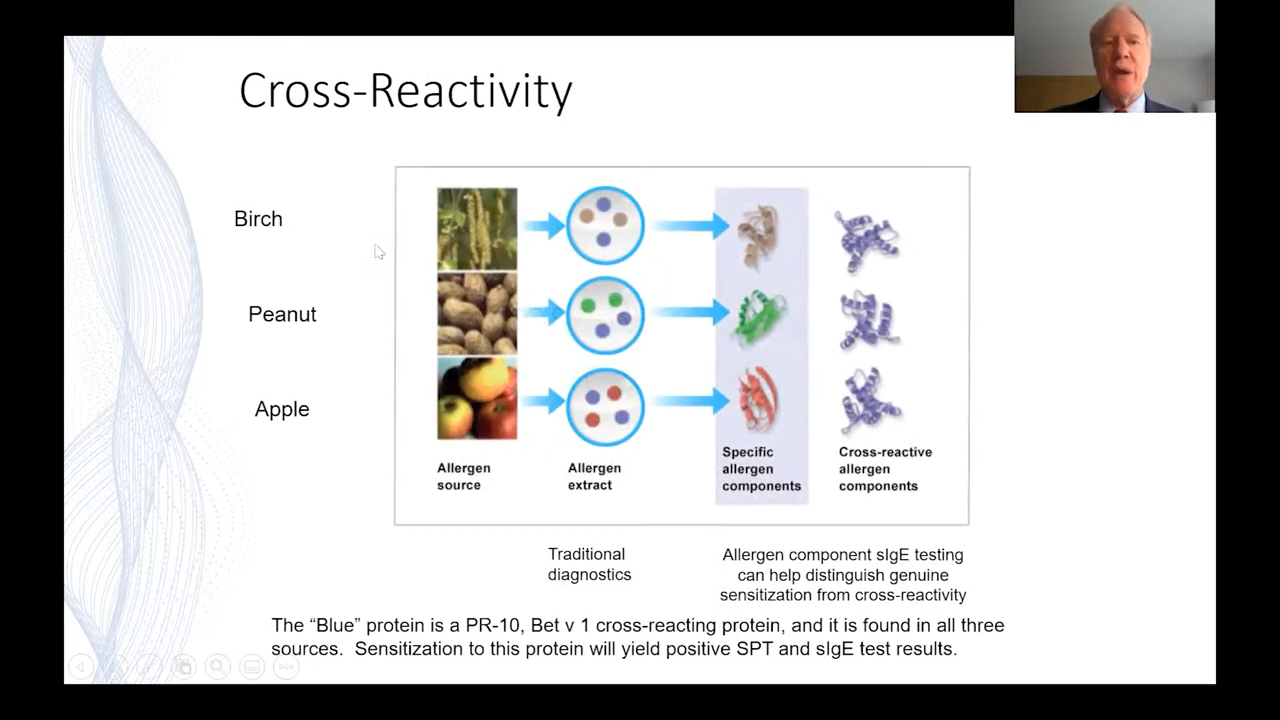 Cross-Reactivity
Birch
Peanut
Apple
Allergen
source
Allergen
extract
Specific
allergen
components
Cross-reactive
allergen
components
Traditional
diagnostics
Allergen component sIgE testing
can help distinguish genuine
sensitization from cross-reactivity
The “Blue” protein is a PR-10, Bet v 1 cross-reacting protein, and it is found in all three
sources.  Sensitization to this protein will yield positive SPT and sIgE test results.